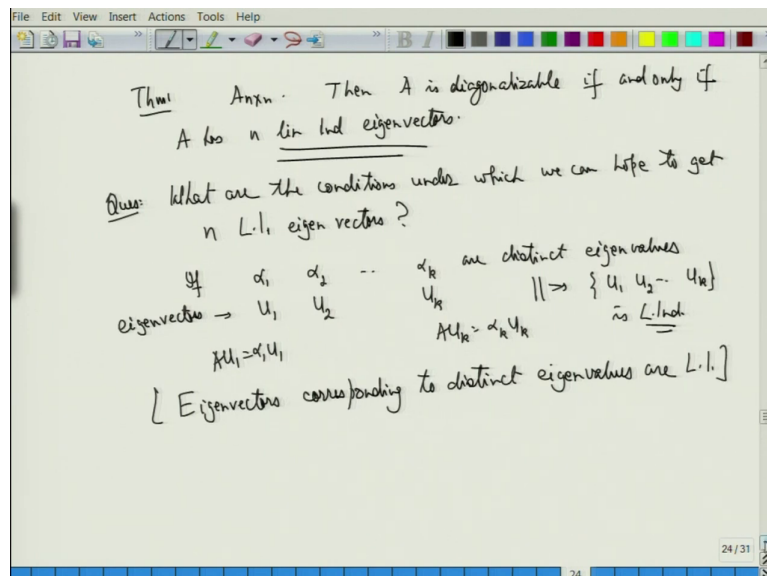 File Edit View Insert Actions Tools Help
Thm: Anxn. Then A is diagonalizable if and only if
A has n lin Ind eigenvectors.
Ques: What are the conditions under which we can hope to get
n L.I. eigen vectors?
If α1 α2 .. αk are distinct eigenvalues
eigenvectors → U1 U2 Uk ||⇒ { U1 U2 .. Uk}
is L.Ind.
AU1 = α1U1 AUk = αkUk
[ Eigenvectors corresponding to distinct eigenvalues are L.I.]
24 / 31
24